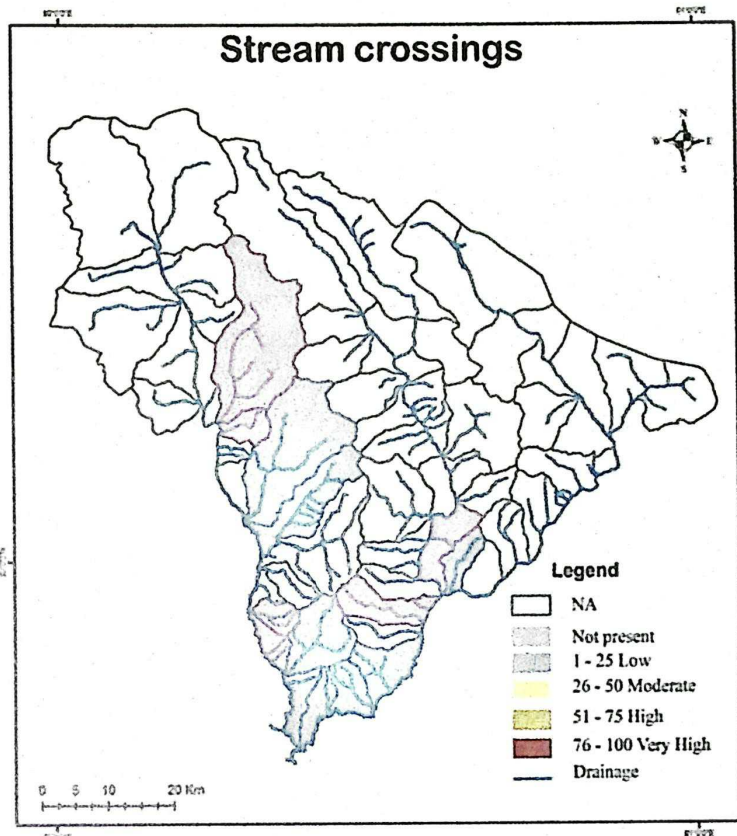 Stream crossings
N
W E
S
Legend
NA
Not present
1 - 25 Low
26 - 50 Moderate
51 - 75 High
76 - 100 Very High
Drainage
0 5 10 20 Km